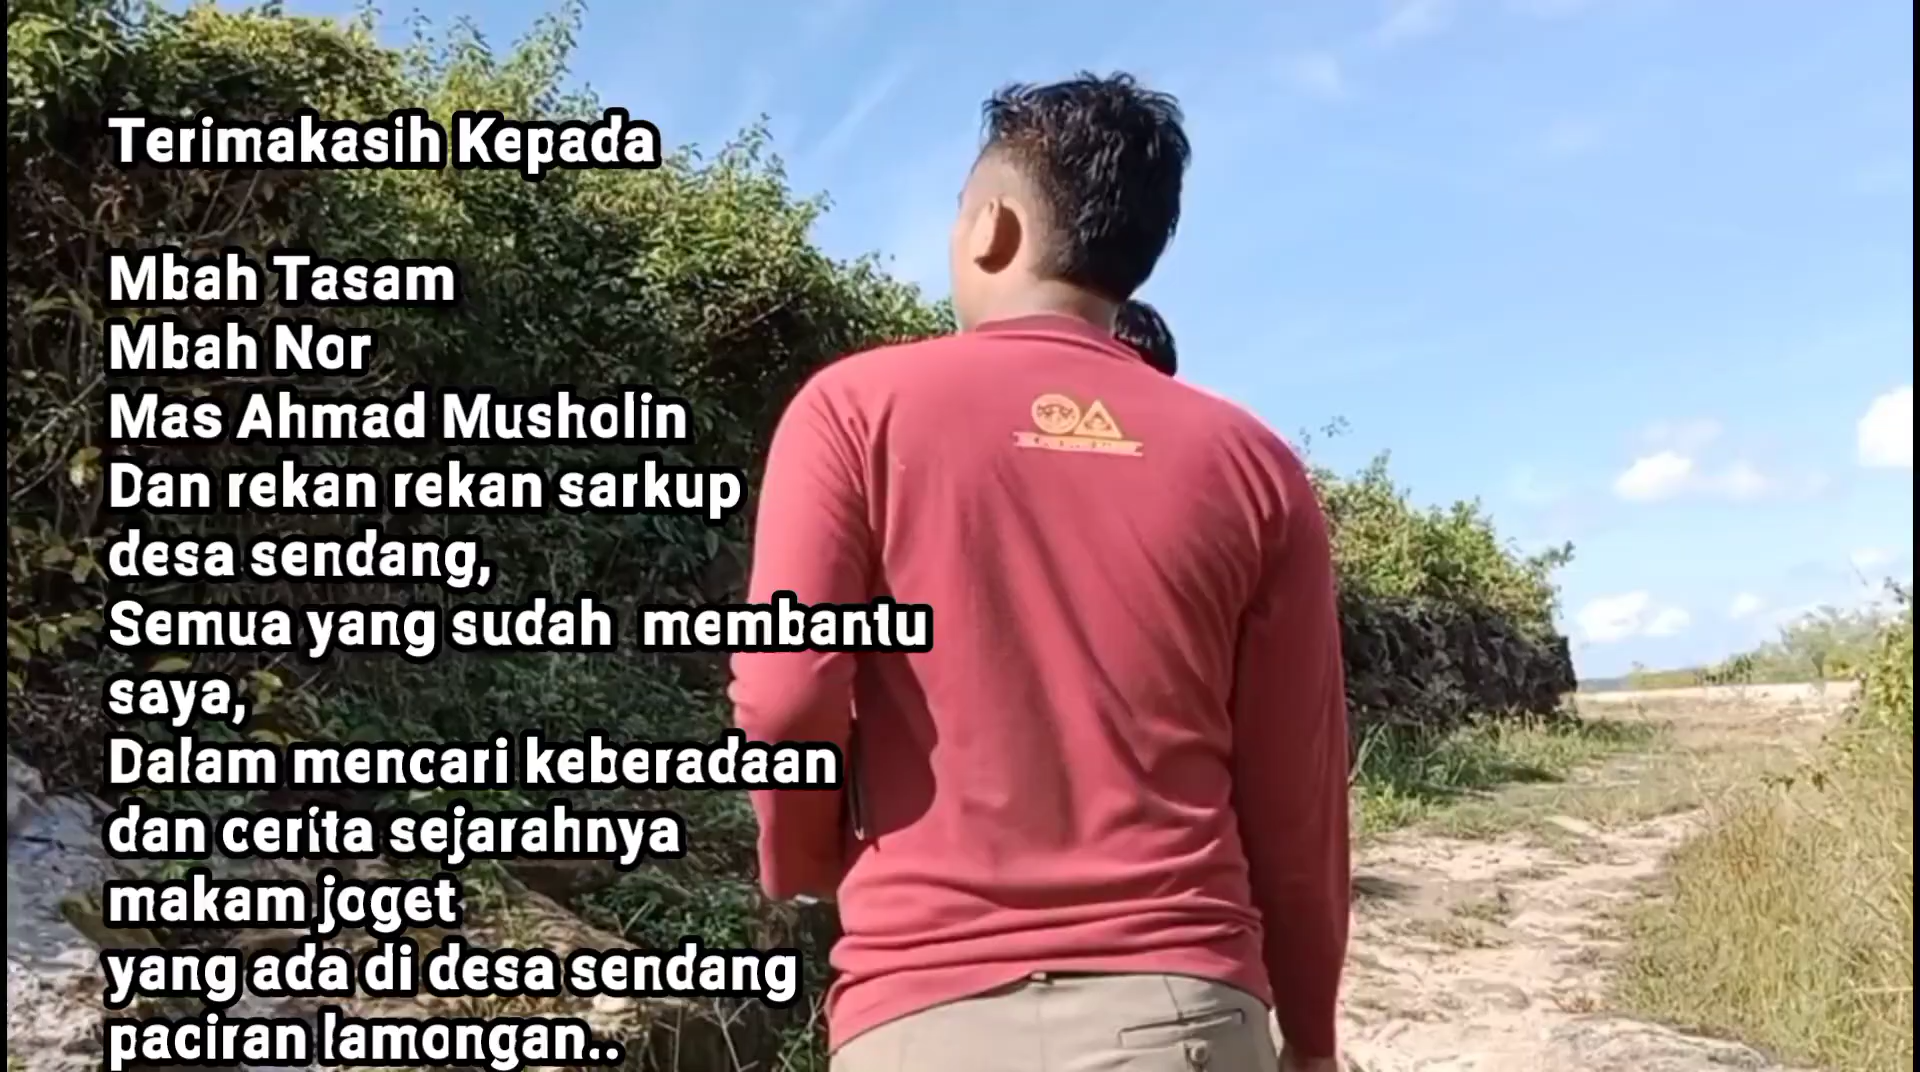 Terimakasih Kepada
Mbah Tasam
Mbah Nor
Mas Ahmad Musholin
Dan rekan rekan sarkup
desa sendang,
Semua yang sudah  membantu
saya,
Dalam mencari keberadaan
dan cerita sejarahnya
makam joget
yang ada di desa sendang
paciran lamongan..